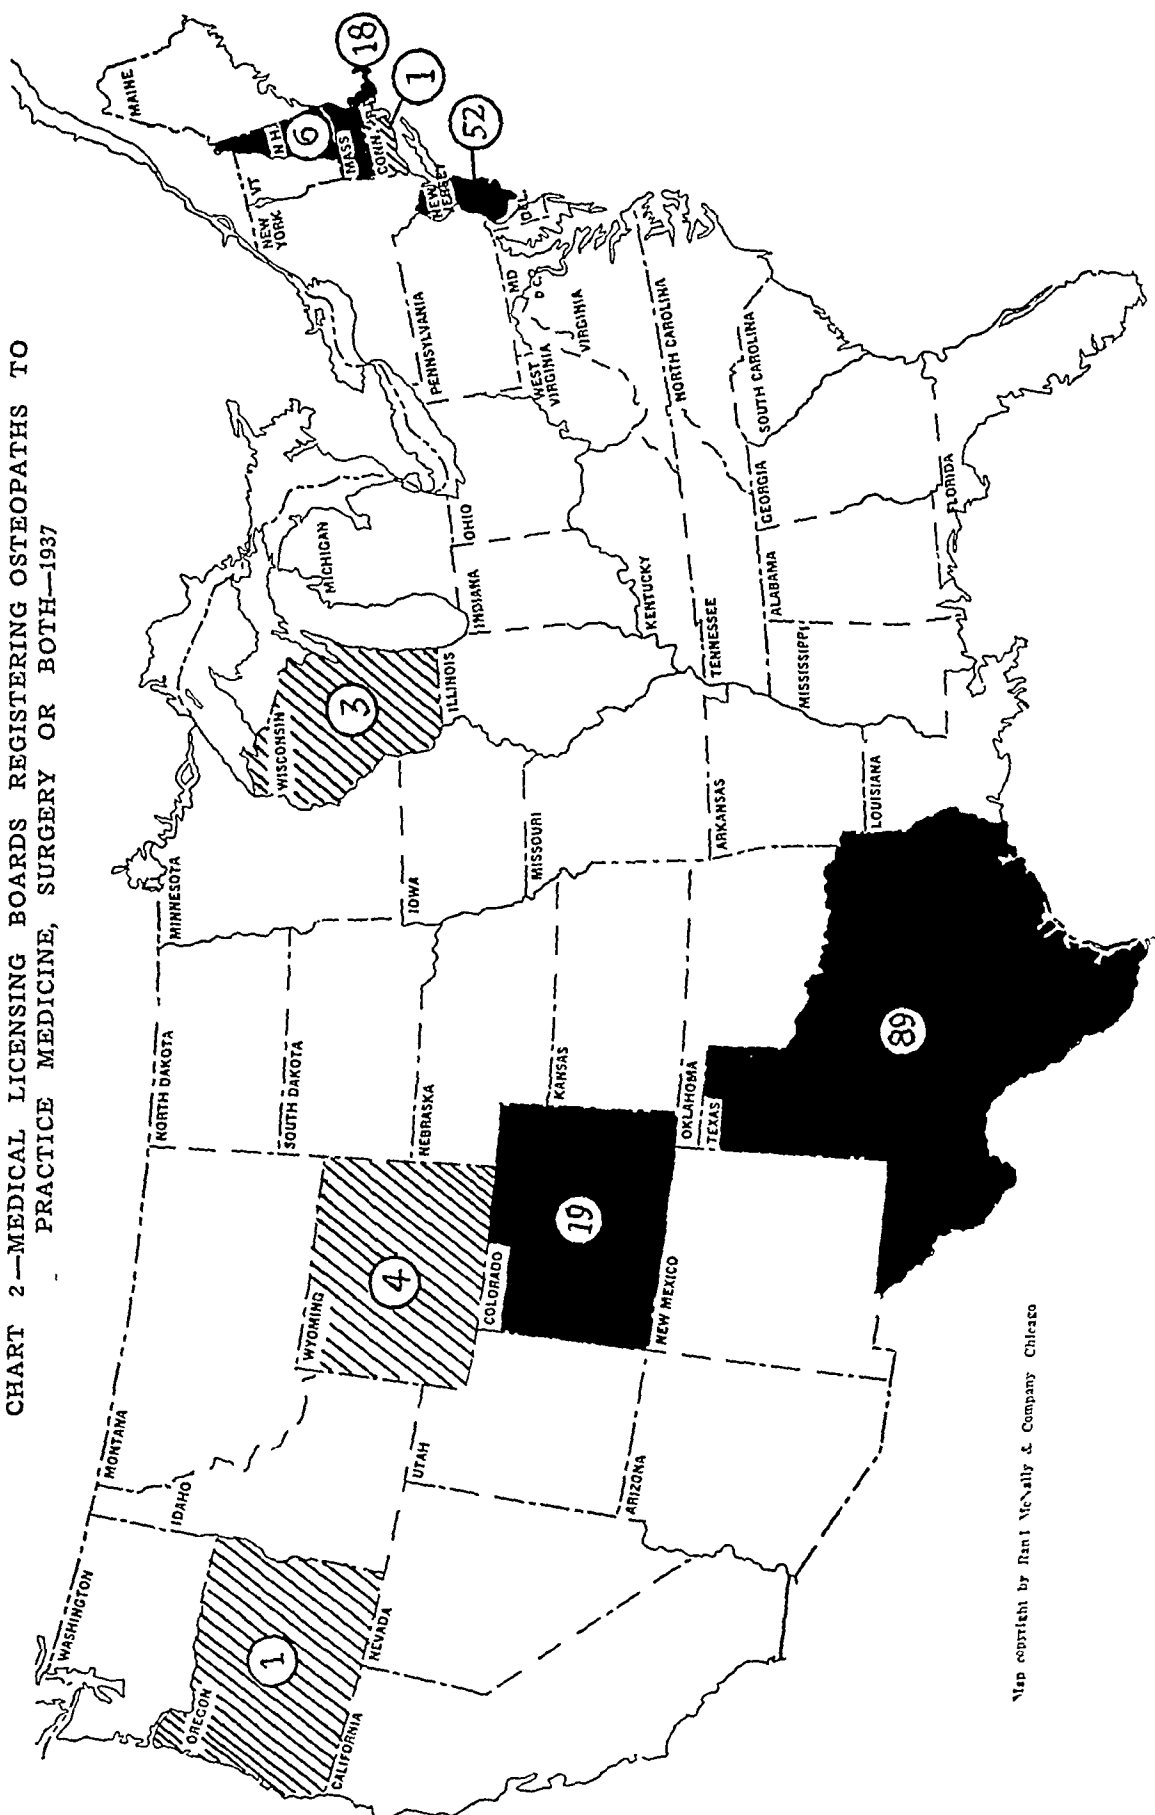 CHART 2—MEDICAL LICENSING BOARDS REGISTERING OSTEOPATHS TO
PRACTICE MEDICINE, SURGERY OR BOTH—1937
WASHINGTON
MONTANA
NORTH DAKOTA
MINNESOTA
MAINE
18
1
52
6
N.H.
VT
MASS
CONN.
NEW
YORK
NEW
JERSEY
DEL.
OREGON
1
IDAHO
WYOMING
4
SOUTH DAKOTA
WISCONSIN
3
MICHIGAN
PENNSYLVANIA
MD
D.C.
CALIFORNIA
NEVADA
UTAH
COLORADO
19
NEBRASKA
IOWA
ILLINOIS
INDIANA
OHIO
WEST
VIRGINIA
VIRGINIA
ARIZONA
NEW MEXICO
KANSAS
MISSOURI
KENTUCKY
NORTH CAROLINA
OKLAHOMA
TEXAS
89
ARKANSAS
TENNESSEE
SOUTH CAROLINA
LOUISIANA
MISSISSIPPI
ALABAMA
GEORGIA
FLORIDA
Map copyright by Rand McNally & Company Chicago